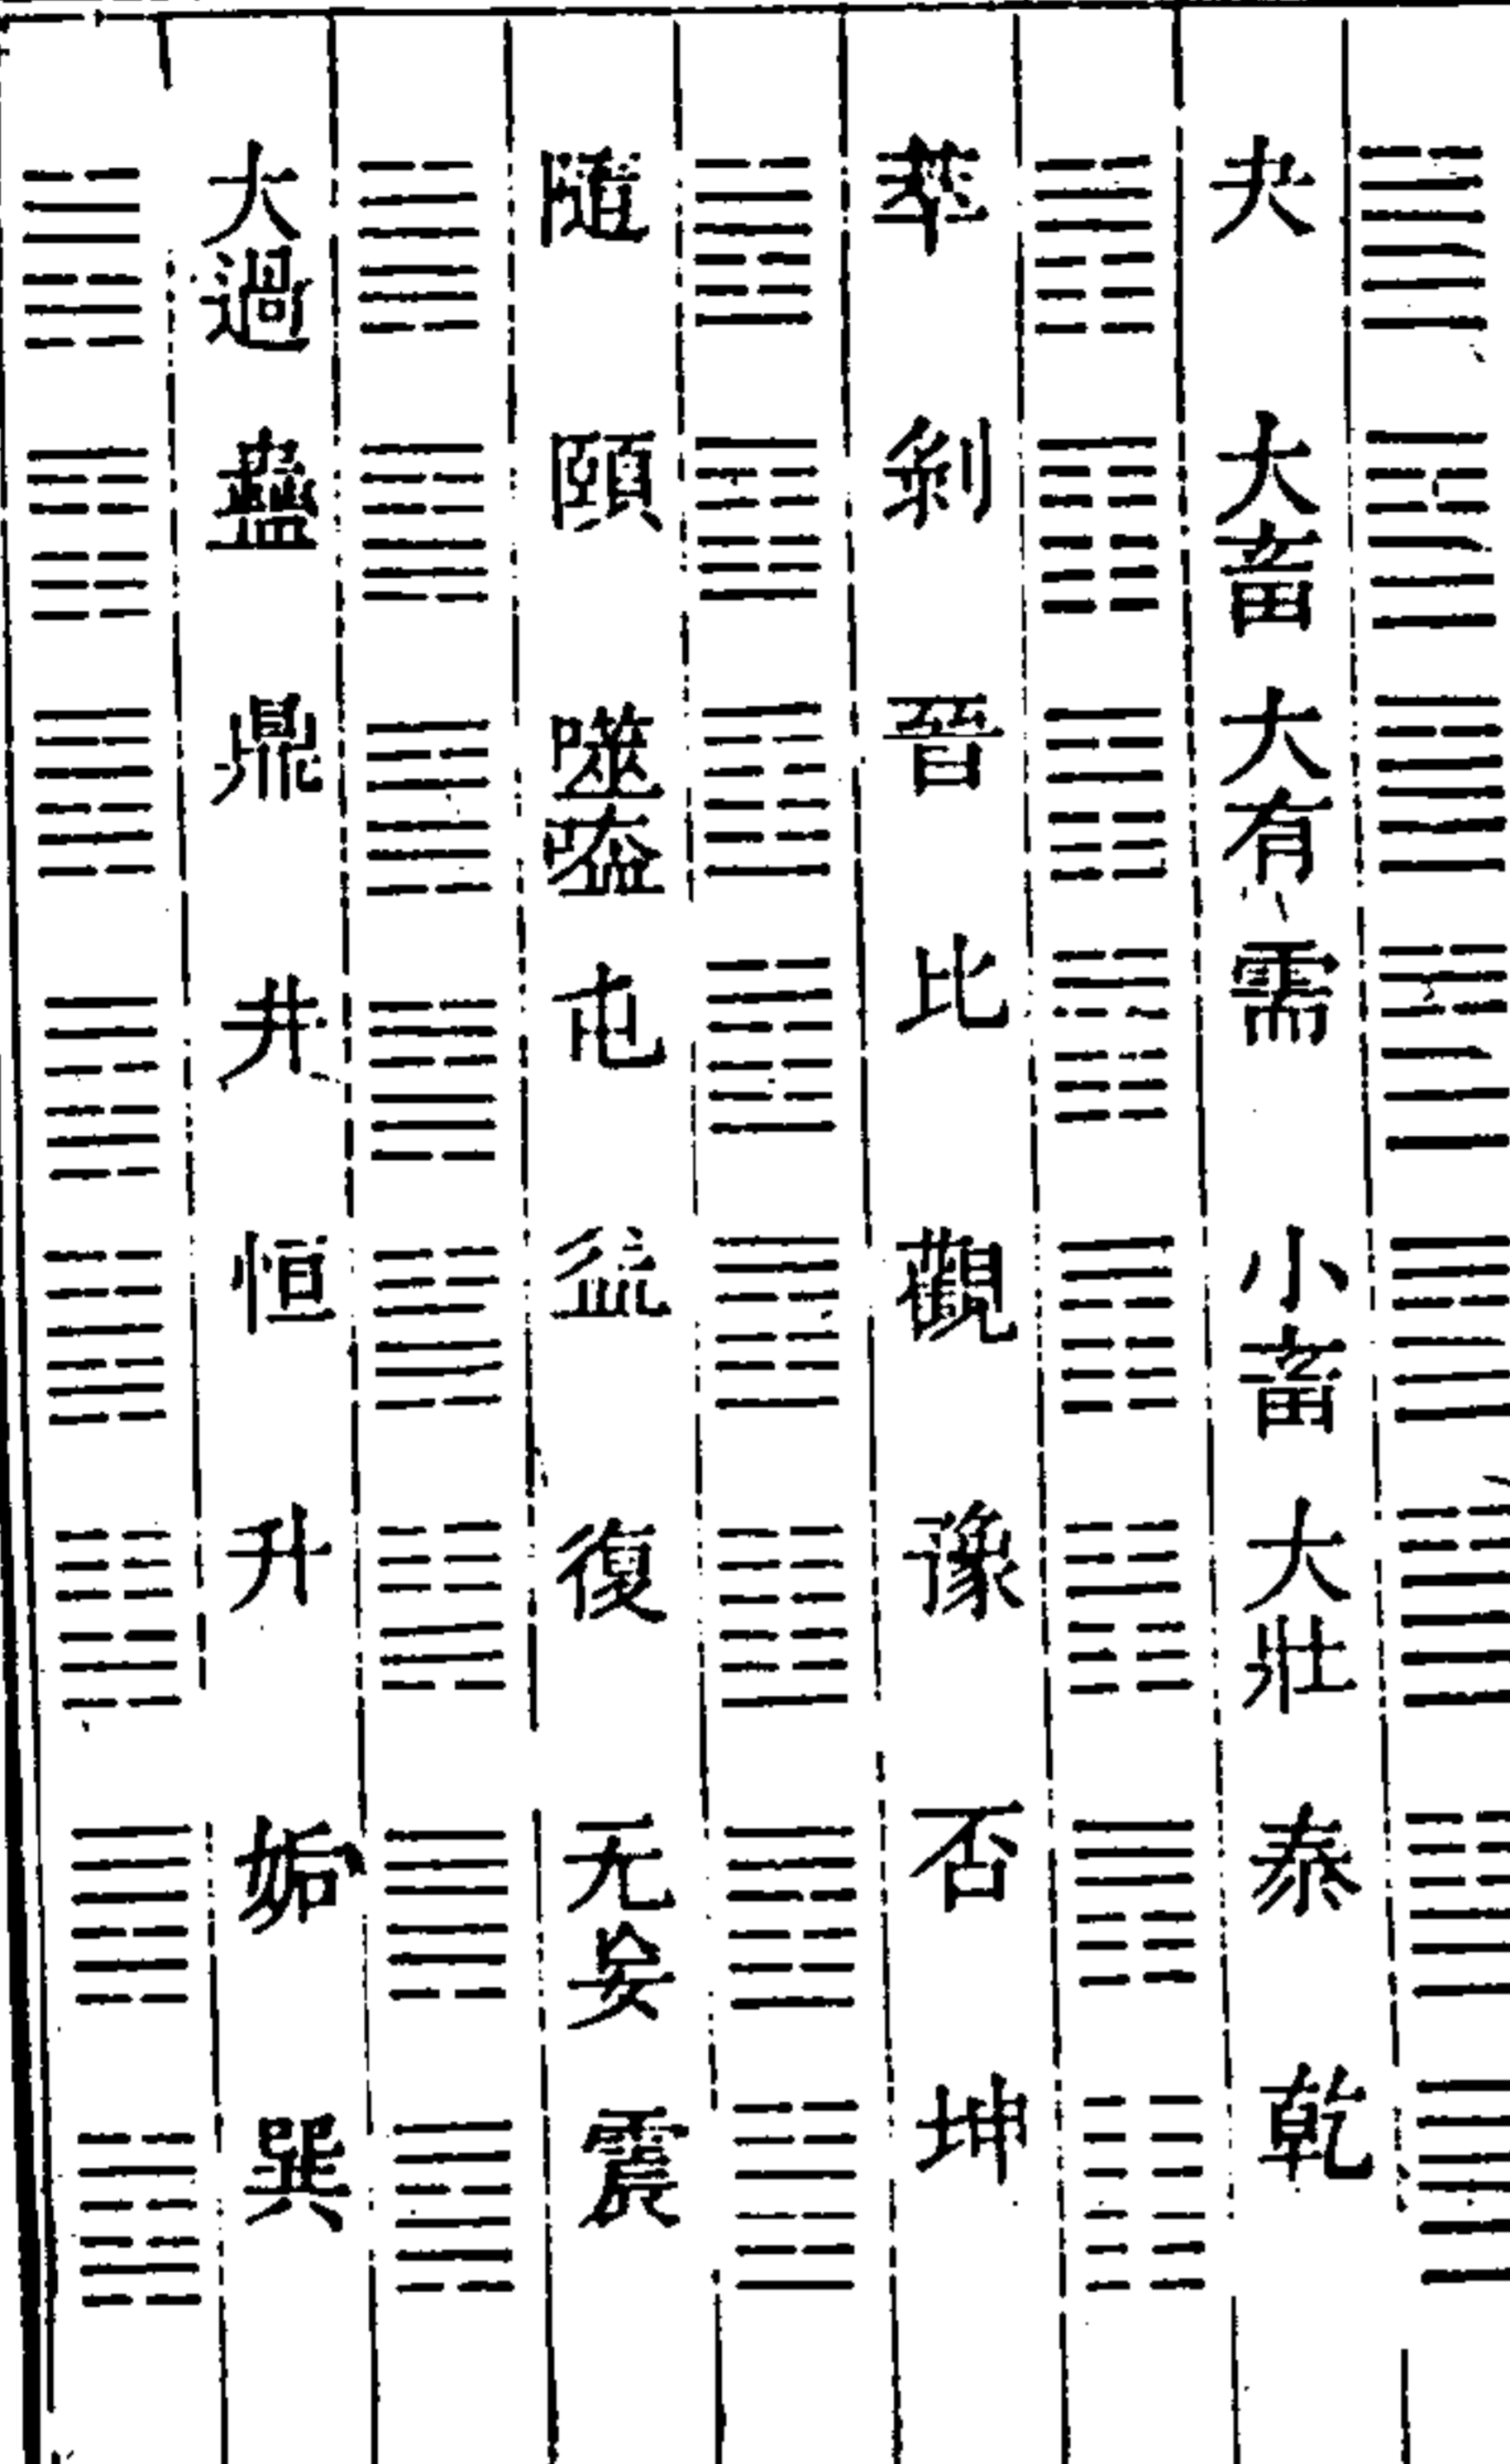 夬 大畜 大有 需 小畜 大壯 泰 乾
萃 剝 晉 比 觀 豫 否 坤
隨 頤 噬嗑 屯 益 復 无妄 震
大過 蠱 鼎 井 恒 升 姤 巽